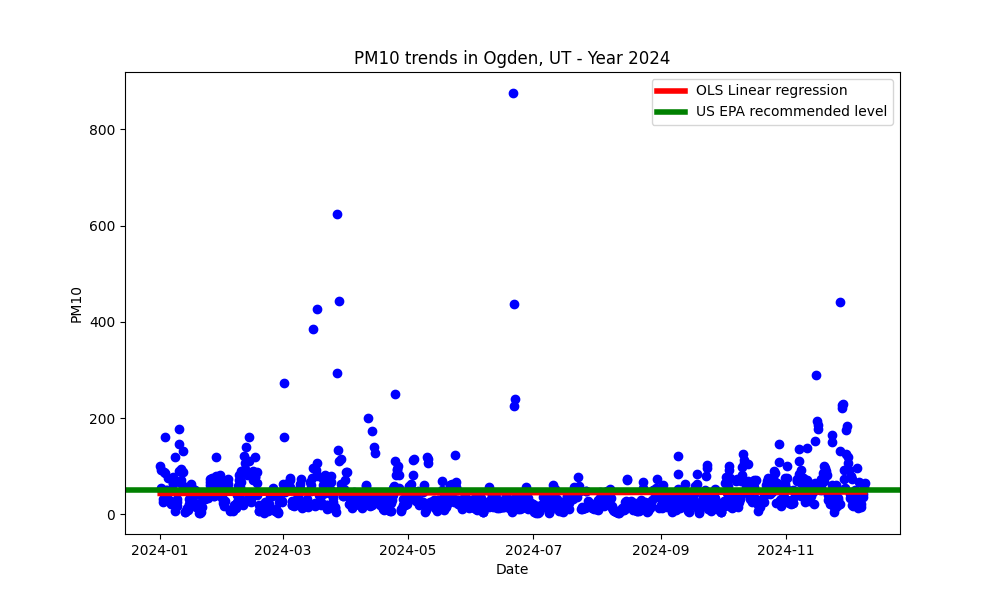 PM10 trends in Ogden, UT - Year 2024
OLS Linear regression
US EPA recommended level
800
600
400
200
0
PM10
2024-01
2024-03
2024-05
2024-07
2024-09
2024-11
Date